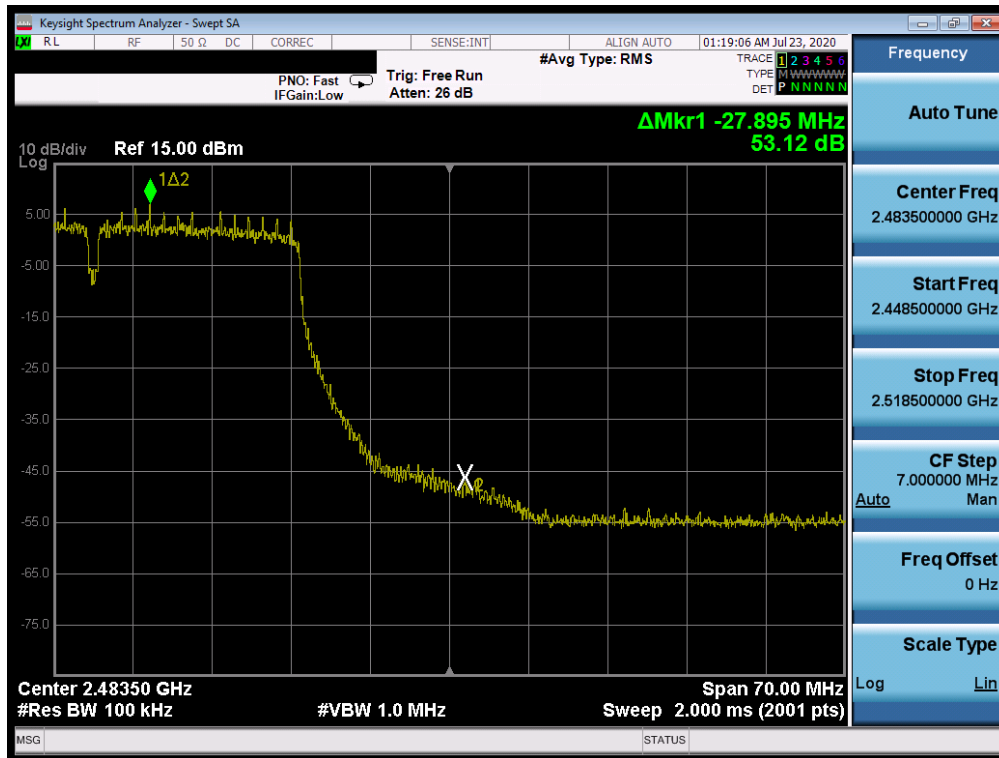 Keysight Spectrum Analyzer - Swept SA
LXI RL RF 50 Ω DC CORREC SENSE:INT ALIGN AUTO 01:19:06 AM Jul 23, 2020
PNO: Fast
IFGain:Low
Trig: Free Run
Atten: 26 dB
#Avg Type: RMS
TRACE 1 2 3 4 5 6
TYPE M WWWWW
DET P N N N N N
ΔMkr1 -27.895 MHz
53.12 dB
10 dB/div Ref 15.00 dBm
Log
1Δ2
5.00
-5.00
-15.0
-25.0
-35.0
-45.0
X
-55.0
-65.0
-75.0
Center 2.48350 GHz Span 70.00 MHz
#Res BW 100 kHz #VBW 1.0 MHz Sweep 2.000 ms (2001 pts)
MSG STATUS
Frequency
Auto Tune
Center Freq
2.483500000 GHz
Start Freq
2.448500000 GHz
Stop Freq
2.518500000 GHz
CF Step
7.000000 MHz
Auto Man
Freq Offset
0 Hz
Scale Type
Log Lin